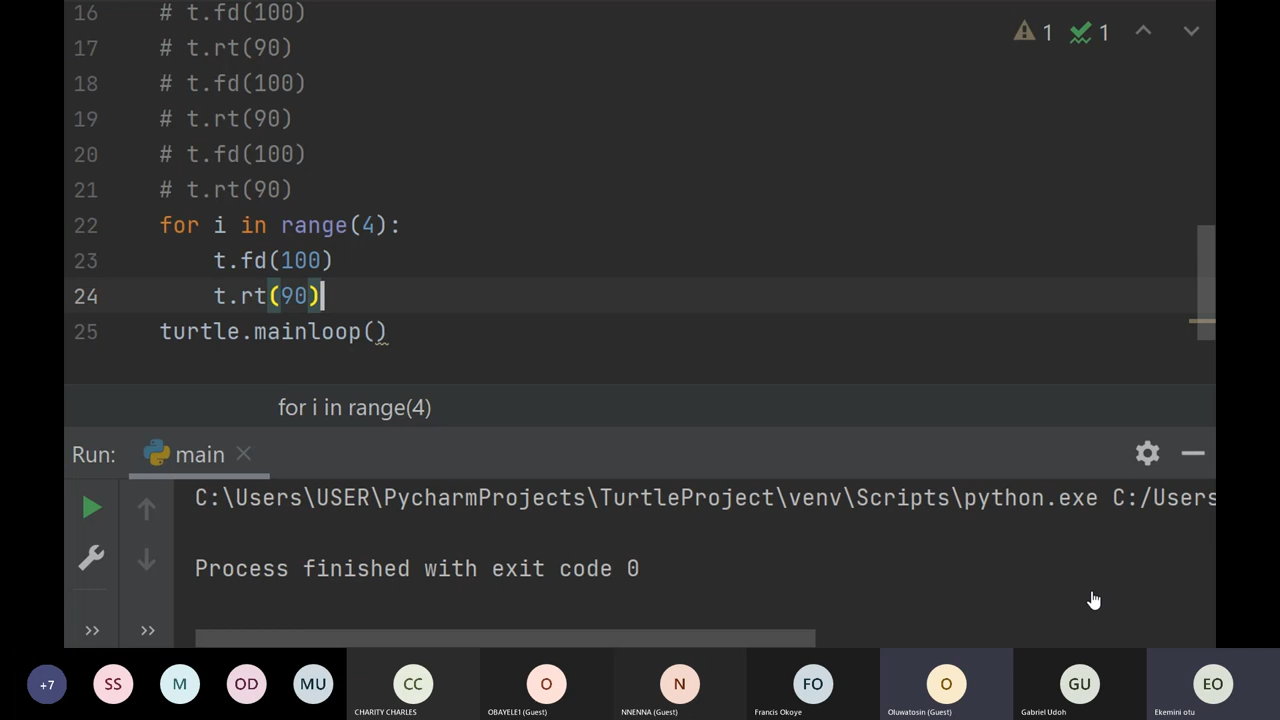 16 # t.fd(100)
17 # t.rt(90)
18 # t.fd(100)
19 # t.rt(90)
20 # t.fd(100)
21 # t.rt(90)
22 for i in range(4):
23 t.fd(100)
24 t.rt(90)
25 turtle.mainloop()
1 1
for i in range(4)
Run: main
C:\Users\USER\PycharmProjects\TurtleProject\venv\Scripts\python.exe C:/Users
Process finished with exit code 0
+7 SS M OD MU CC O N FO O GU EO
CHARITY CHARLES OBAYELE1 (Guest) NNENNA (Guest) Francis Okoye Oluwatosin (Guest) Gabriel Udoh Ekemini otu